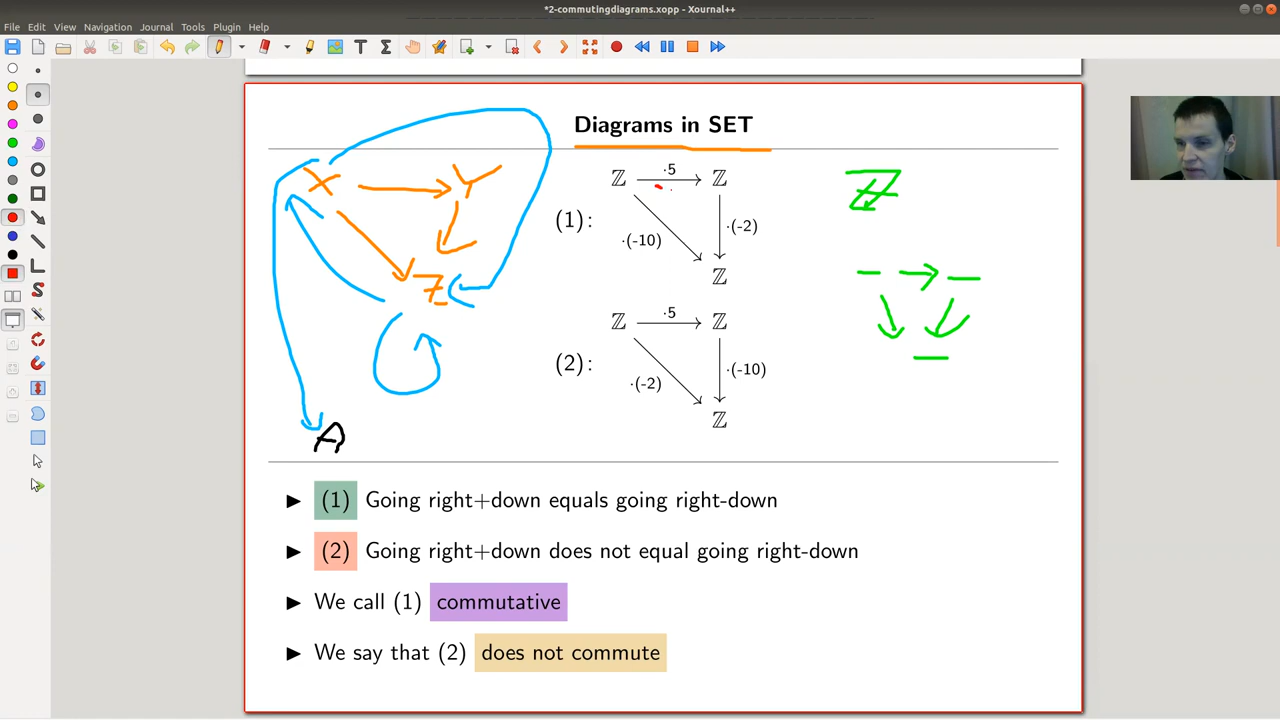 *2-commutingdiagrams.xopp - Xournal++
File Edit View Navigation Journal Tools Plugin Help
Diagrams in SET
X Y
Z
A
(1):
ℤ ·5 ℤ
·(-10) ·(-2)
ℤ
(2):
ℤ ·5 ℤ
·(-2) ·(-10)
ℤ
ℤ
▶ (1) Going right+down equals going right-down
▶ (2) Going right+down does not equal going right-down
▶ We call (1) commutative
▶ We say that (2) does not commute